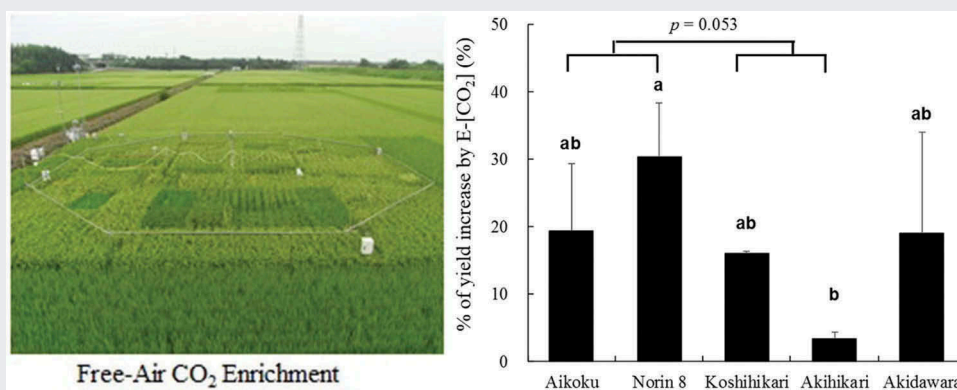 Free-Air CO₂ Enrichment
% of yield increase by E-[CO₂] (%)
50
40
30
20
10
0
p = 0.053
ab
a
ab
b
ab
Aikoku
Norin 8
Koshihikari
Akihikari
Akidawara